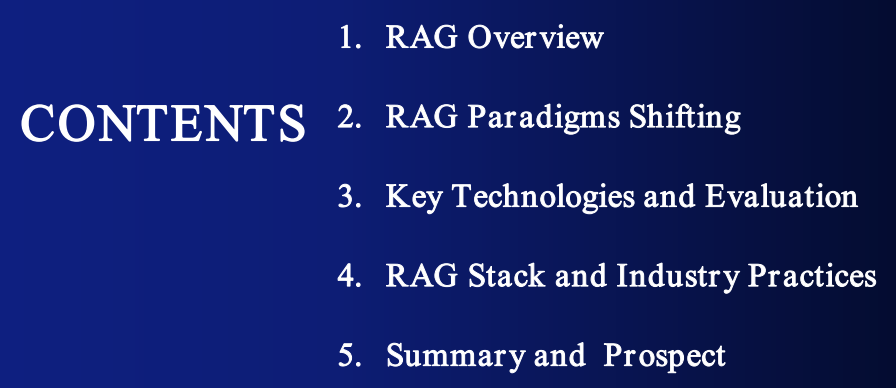 CONTENTS
1. RAG Overview
2. RAG Paradigms Shifting
3. Key Technologies and Evaluation
4. RAG Stack and Industry Practices
5. Summary and Prospect